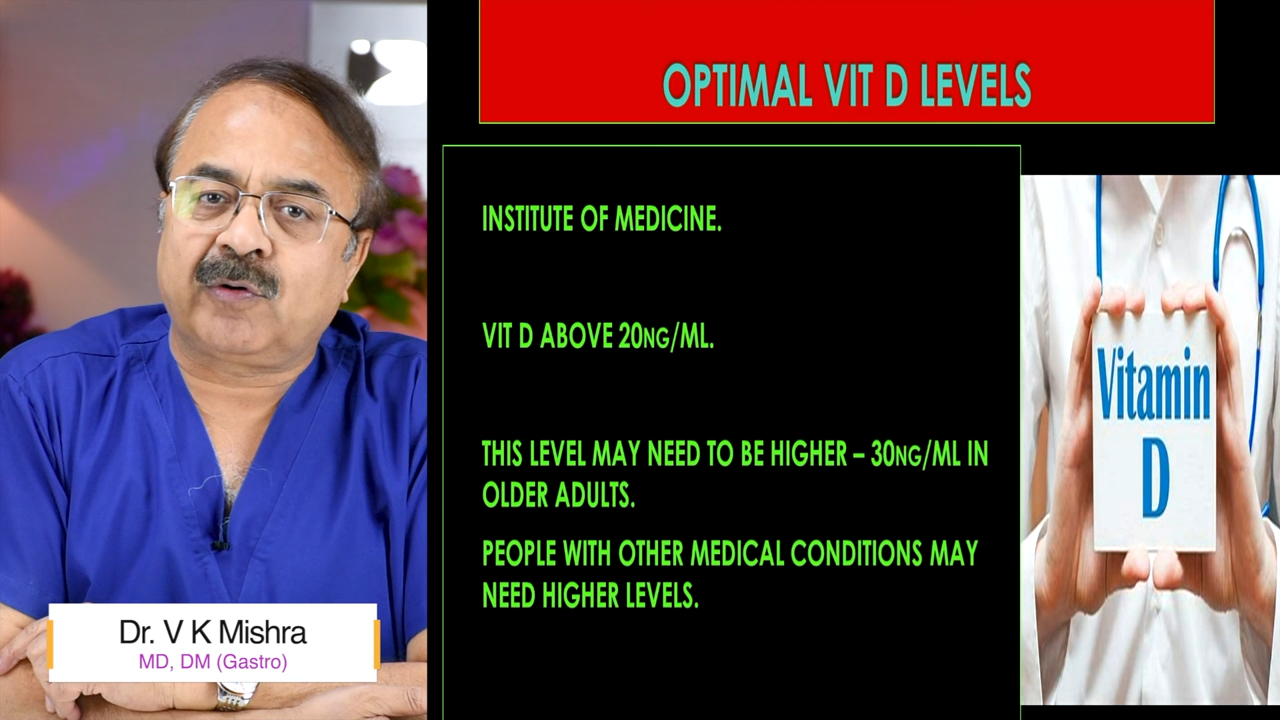 OPTIMAL VIT D LEVELS
INSTITUTE OF MEDICINE.
VIT D ABOVE 20NG/ML.
THIS LEVEL MAY NEED TO BE HIGHER – 30NG/ML IN
OLDER ADULTS.
PEOPLE WITH OTHER MEDICAL CONDITIONS MAY
NEED HIGHER LEVELS.
Vitamin
D
Dr. V K Mishra
MD, DM (Gastro)